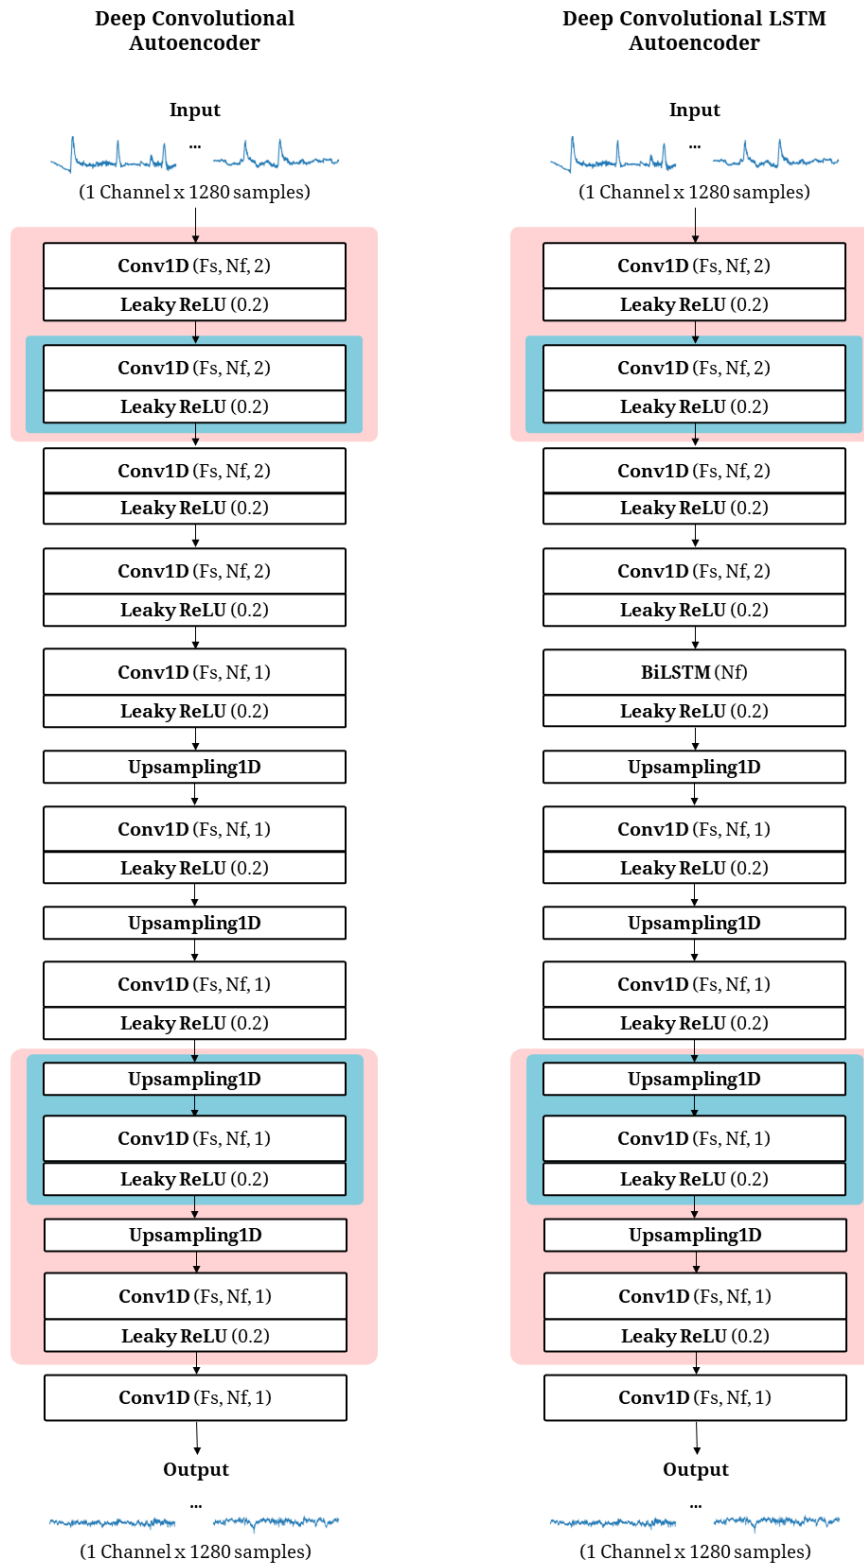 Deep Convolutional
Autoencoder
Input
...
(1 Channel x 1280 samples)
Conv1D (Fs, Nf, 2)
Leaky ReLU (0.2)
Conv1D (Fs, Nf, 2)
Leaky ReLU (0.2)
Conv1D (Fs, Nf, 2)
Leaky ReLU (0.2)
Conv1D (Fs, Nf, 2)
Leaky ReLU (0.2)
Conv1D (Fs, Nf, 1)
Leaky ReLU (0.2)
Upsampling1D
Conv1D (Fs, Nf, 1)
Leaky ReLU (0.2)
Upsampling1D
Conv1D (Fs, Nf, 1)
Leaky ReLU (0.2)
Upsampling1D
Conv1D (Fs, Nf, 1)
Leaky ReLU (0.2)
Upsampling1D
Conv1D (Fs, Nf, 1)
Leaky ReLU (0.2)
Conv1D (Fs, Nf, 1)
Output
...
(1 Channel x 1280 samples)
Deep Convolutional LSTM
Autoencoder
Input
...
(1 Channel x 1280 samples)
Conv1D (Fs, Nf, 2)
Leaky ReLU (0.2)
Conv1D (Fs, Nf, 2)
Leaky ReLU (0.2)
Conv1D (Fs, Nf, 2)
Leaky ReLU (0.2)
Conv1D (Fs, Nf, 2)
Leaky ReLU (0.2)
BiLSTM (Nf)
Leaky ReLU (0.2)
Upsampling1D
Conv1D (Fs, Nf, 1)
Leaky ReLU (0.2)
Upsampling1D
Conv1D (Fs, Nf, 1)
Leaky ReLU (0.2)
Upsampling1D
Conv1D (Fs, Nf, 1)
Leaky ReLU (0.2)
Upsampling1D
Conv1D (Fs, Nf, 1)
Leaky ReLU (0.2)
Conv1D (Fs, Nf, 1)
Output
...
(1 Channel x 1280 samples)